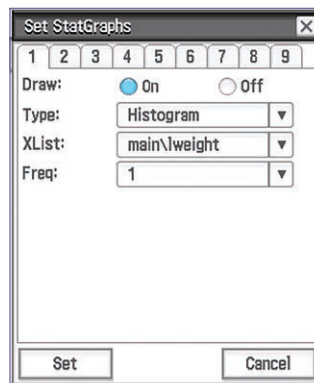 Set StatGraphs
1 2 3 4 5 6 7 8 9
Draw: On Off
Type: Histogram
XList: main\lweight
Freq: 1
Set Cancel